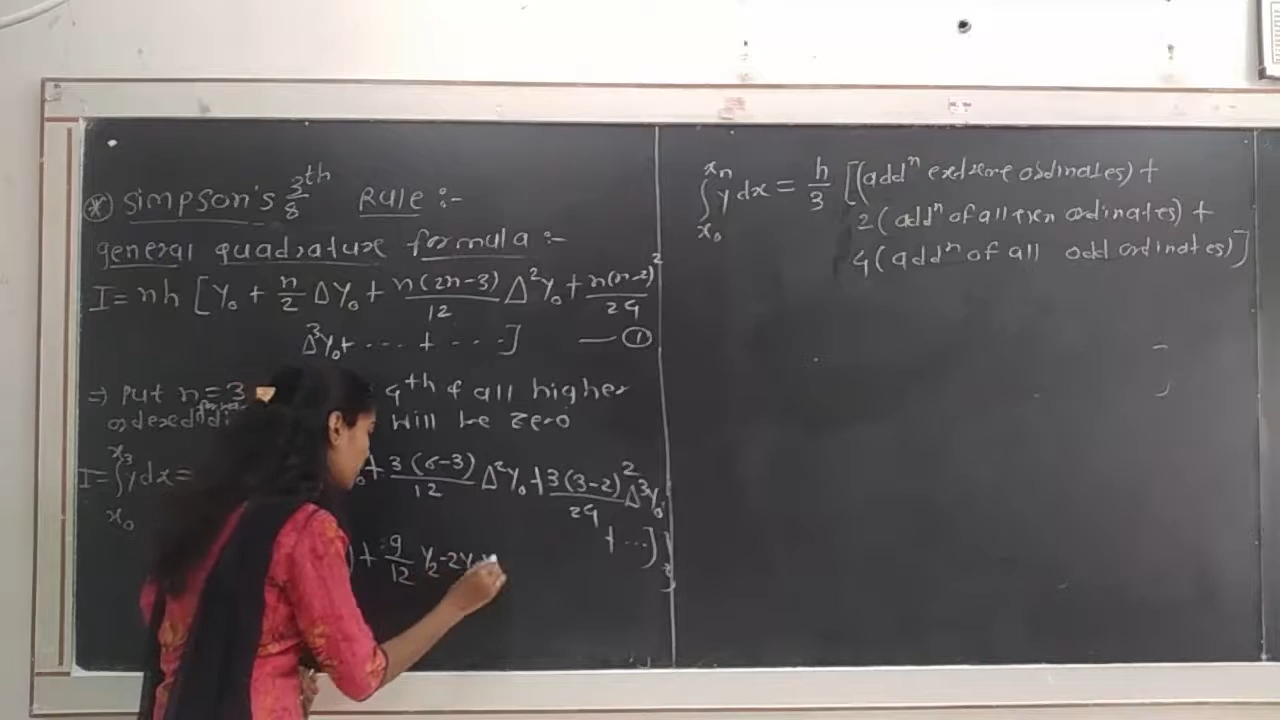 * Simpson's 3/8 th Rule :-
general quadrature formula :-
I = nh [ y₀ + n/2 Δy₀ + n(2n-3)/12 Δ²y₀ + n(n-2)²/24
Δ³y₀ + .... + .... ] — ①
⇒ Put n = 3 4th & all higher
ordered will be zero
I = ∫x₀^x₃ y dx = + 3(6-3)/12 Δ²y₀ + 3(3-2)²/24 Δ³y₀
+ ...]
) + 9/12 y₂ - 2y
∫x₀^xₙ y dx = h/3 [(addⁿ extreme ordinates) +
2 (addⁿ of all even ordinates) +
4 (addⁿ of all odd ordinates)]